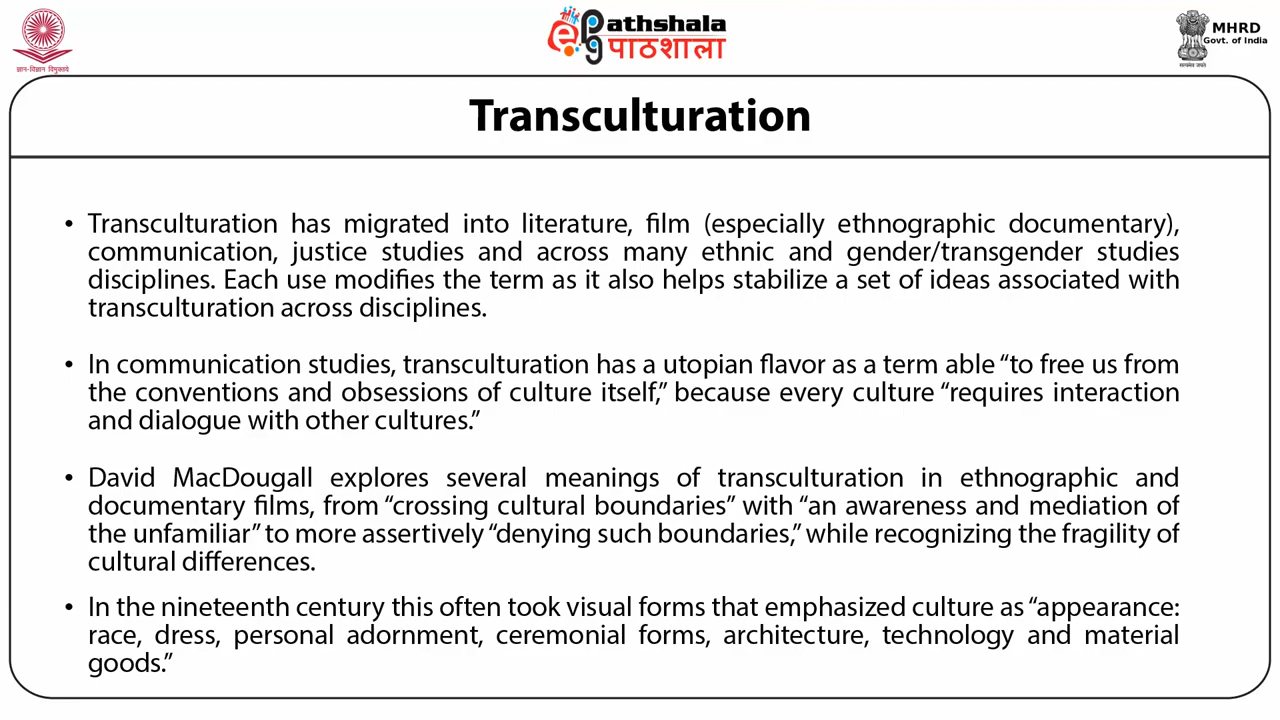 ज्ञान-विज्ञान विमुक्तये
ePathshala
पाठशाला
MHRD
Govt. of India
सत्यमेव जयते
Transculturation
• Transculturation has migrated into literature, film (especially ethnographic documentary),
communication, justice studies and across many ethnic and gender/transgender studies
disciplines. Each use modifies the term as it also helps stabilize a set of ideas associated with
transculturation across disciplines.
• In communication studies, transculturation has a utopian flavor as a term able “to free us from
the conventions and obsessions of culture itself,” because every culture “requires interaction
and dialogue with other cultures.”
• David MacDougall explores several meanings of transculturation in ethnographic and
documentary films, from “crossing cultural boundaries” with “an awareness and mediation of
the unfamiliar” to more assertively “denying such boundaries,” while recognizing the fragility of
cultural differences.
• In the nineteenth century this often took visual forms that emphasized culture as “appearance:
race, dress, personal adornment, ceremonial forms, architecture, technology and material
goods.”